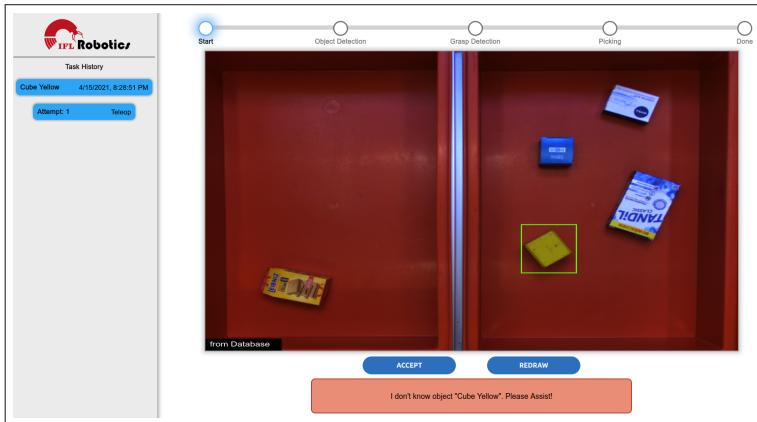 IFL Robotics
Task History
Cube Yellow 4/15/2021, 8:28:51 PM
Attempt: 1 Teleop
Start Object Detection Grasp Detection Picking Done
TANDiL
CLASSIC
from Database
ACCEPT REDRAW
I don't know object "Cube Yellow". Please Assist!